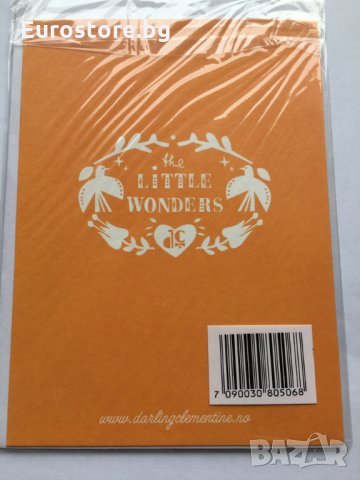 Eurostore.bg
the
LITTLE
WONDERS
dc
7 090030 805068
www.darlingclementine.no
BAZAR